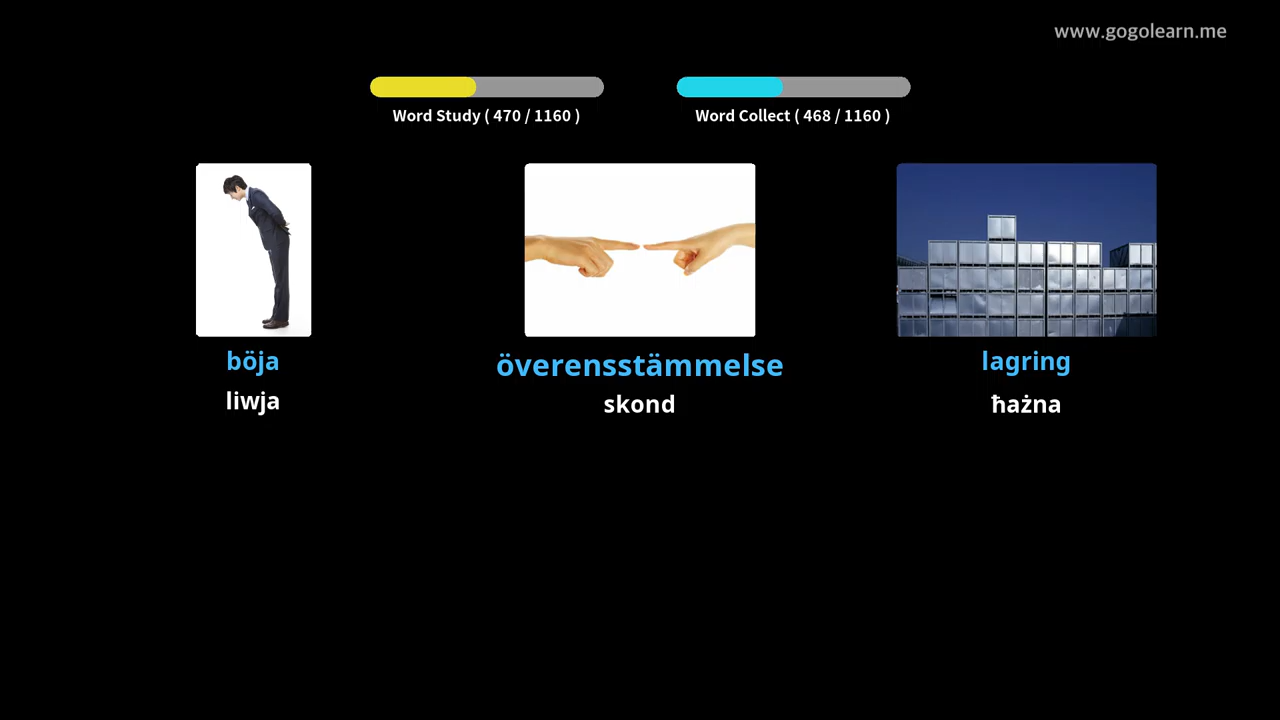 www.gogolearn.me
Word Study ( 470 / 1160 )
Word Collect ( 468 / 1160 )
böja
överensstämmelse
lagring
liwja
skond
ħażna